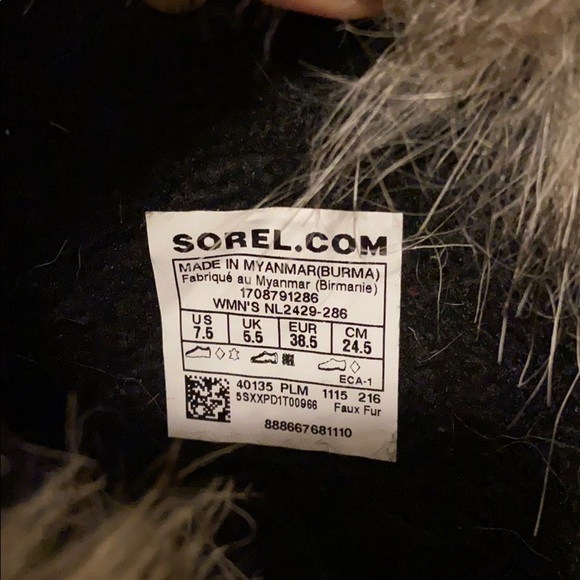 SOREL.COM
MADE IN MYANMAR(BURMA)
Fabriqué au Myanmar (Birmanie)
1708791286
WMN'S NL2429-286
US UK EUR CM
7.5 5.5 38.5 24.5
ECA-1
40135 PLM 1115 216
5SXXPD1T00966 Faux Fur
888667681110